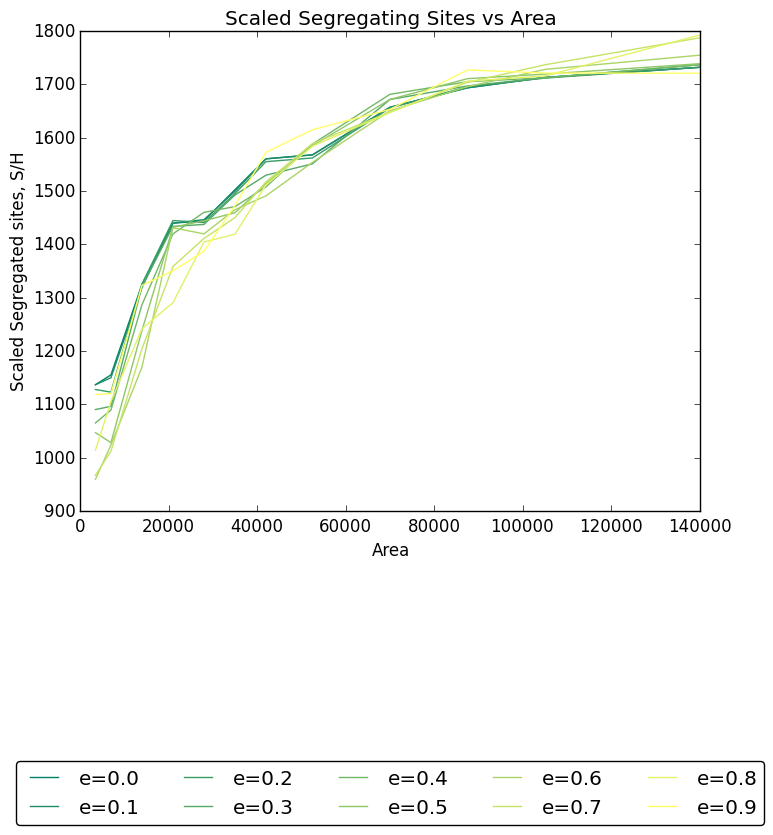 Scaled Segregating Sites vs Area
1800
1700
1600
1500
1400
1300
1200
1100
1000
900
Scaled Segregated sites, S/H
0 20000 40000 60000 80000 100000 120000 140000
Area
e=0.0 e=0.2 e=0.4 e=0.6 e=0.8
e=0.1 e=0.3 e=0.5 e=0.7 e=0.9